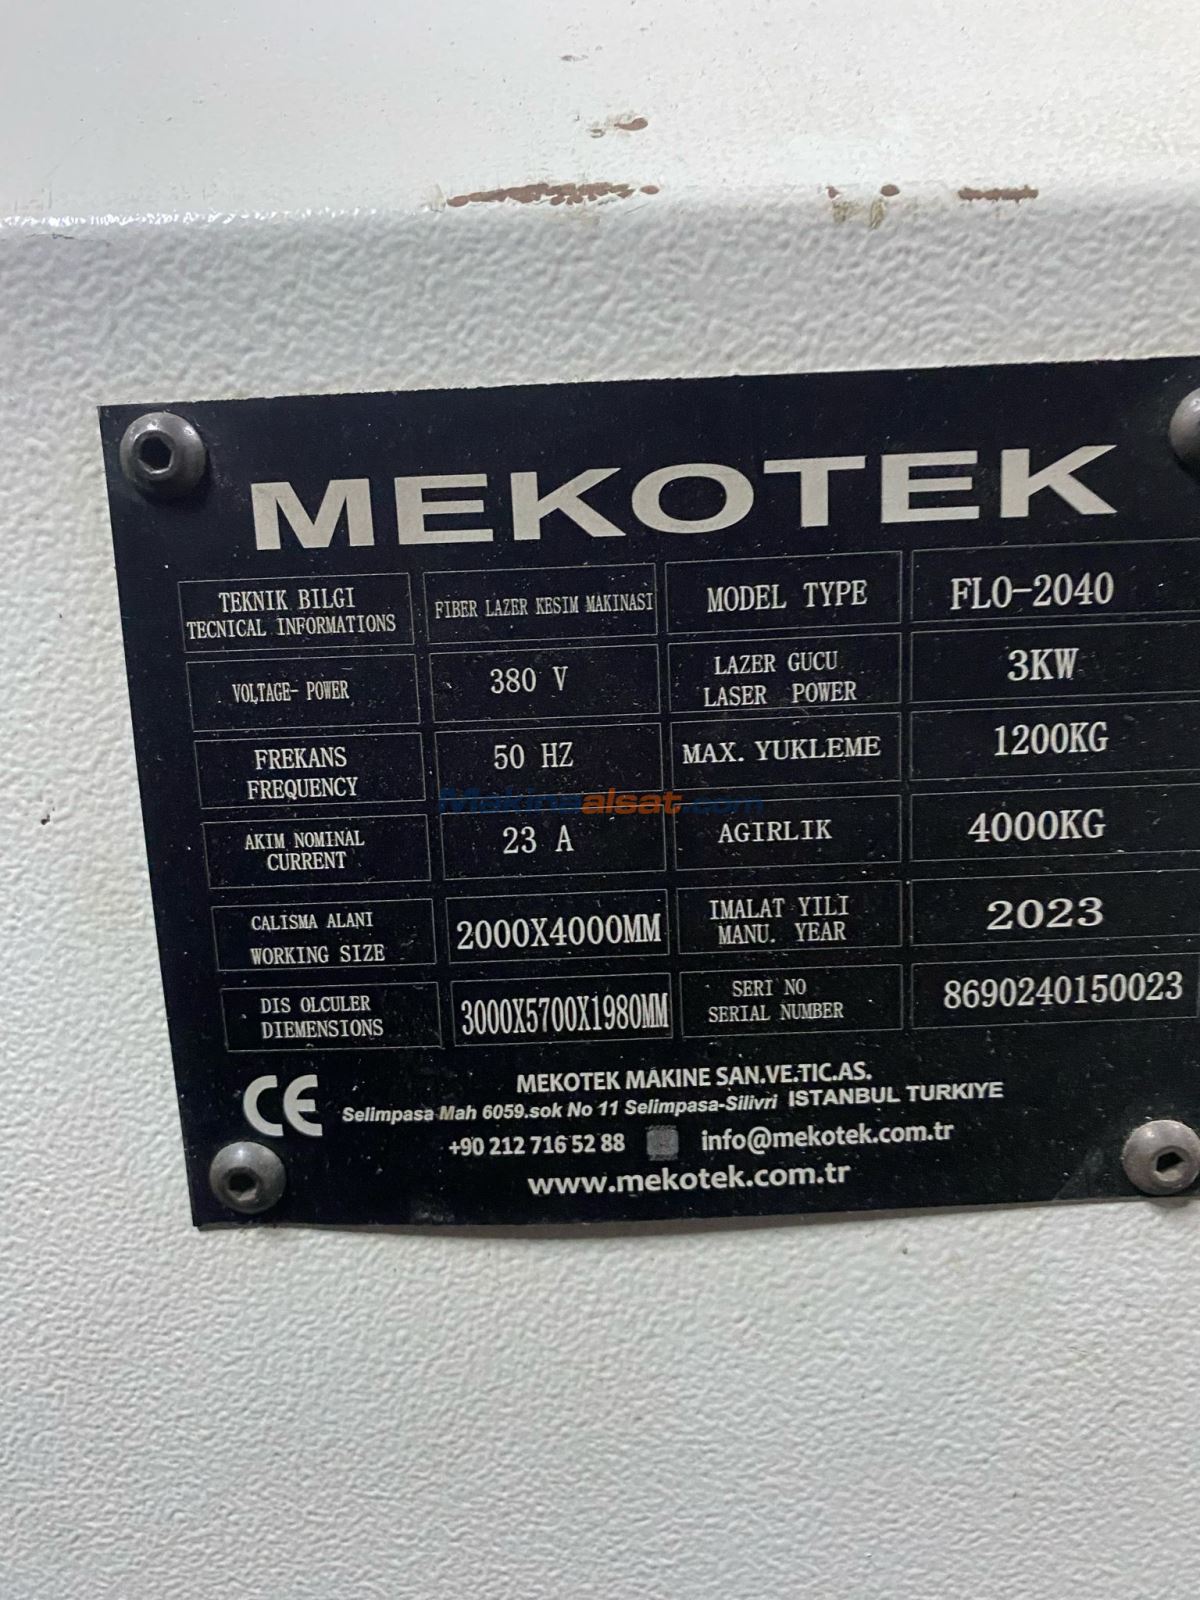 MEKOTEK
TEKNIK BILGI
TECNICAL INFORMATIONS
FIBER LAZER KESIM MAKINASI
MODEL TYPE
FLO-2040
VOLTAGE- POWER
380 V
LAZER GUCU
LASER POWER
3KW
FREKANS
FREQUENCY
50 HZ
MAX. YUKLEME
1200KG
Makinaalsat.com
AKIM NOMINAL
CURRENT
23 A
AGIRLIK
4000KG
CALISMA ALANI
WORKING SIZE
2000X4000MM
IMALAT YILI
MANU. YEAR
2023
DIS OLCULER
DIEMENSIONS
3000X5700X1980MM
SERI NO
SERIAL NUMBER
8690240150023
CE
MEKOTEK MAKINE SAN.VE.TIC.AS.
Selimpasa Mah 6059.sok No 11 Selimpasa-Silivri ISTANBUL TURKIYE
+90 212 716 52 88 info@mekotek.com.tr
www.mekotek.com.tr